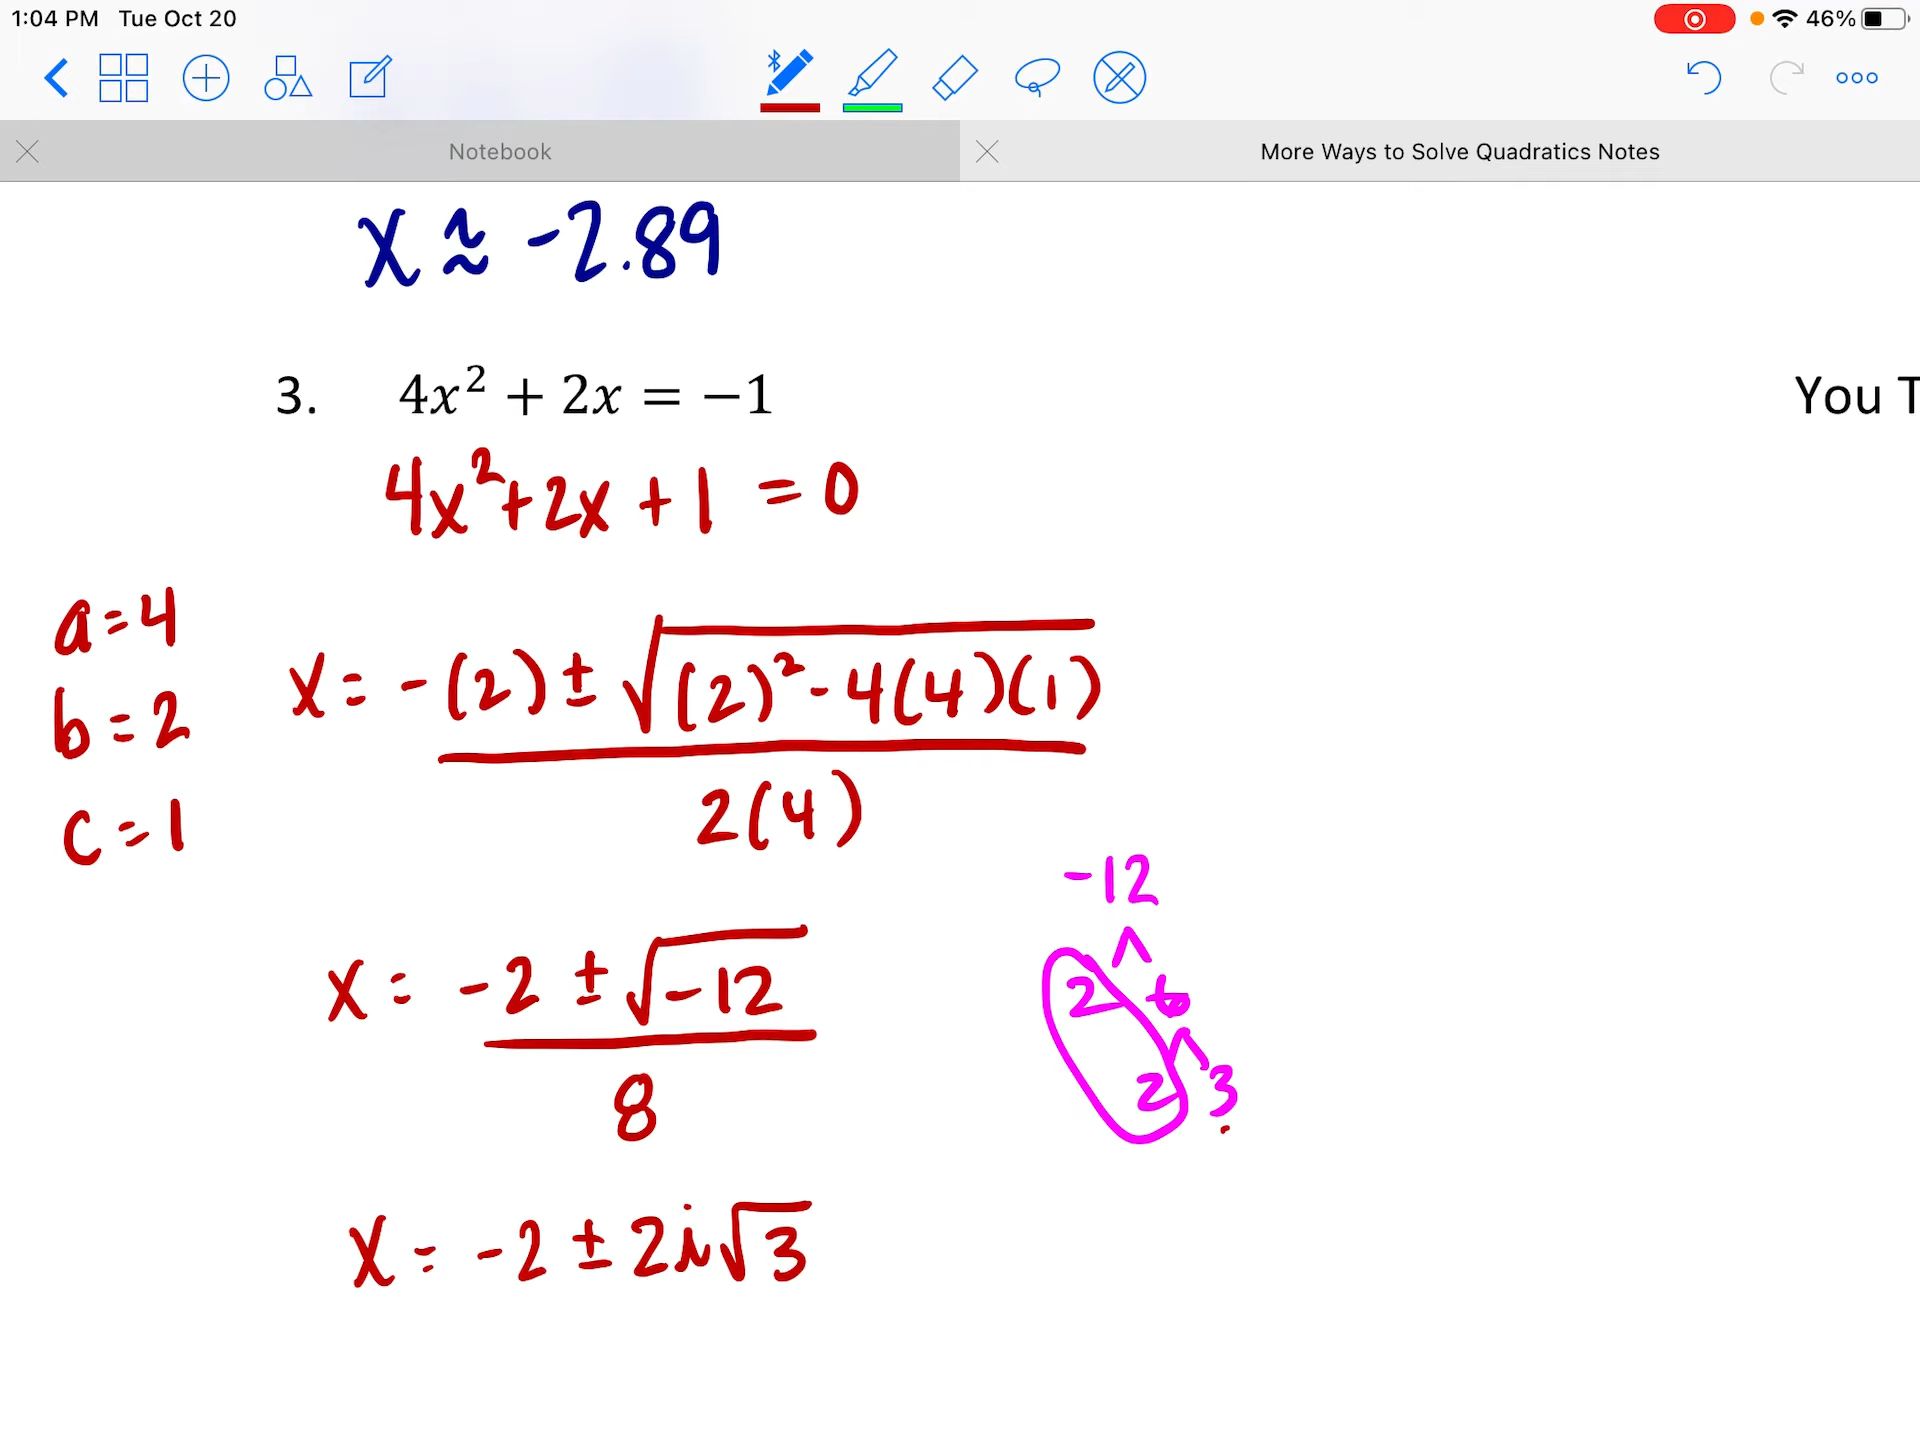 1:04 PM Tue Oct 20 46%
Notebook More Ways to Solve Quadratics Notes
x ≈ -2.89
3. 4x² + 2x = −1 You T
4x² + 2x + 1 = 0
a = 4
b = 2
c = 1
x = -(2) ± √((2)² - 4(4)(1))
2(4)
x = -2 ± √-12
8
-12
2 6
2 3
x = -2 ± 2i√3